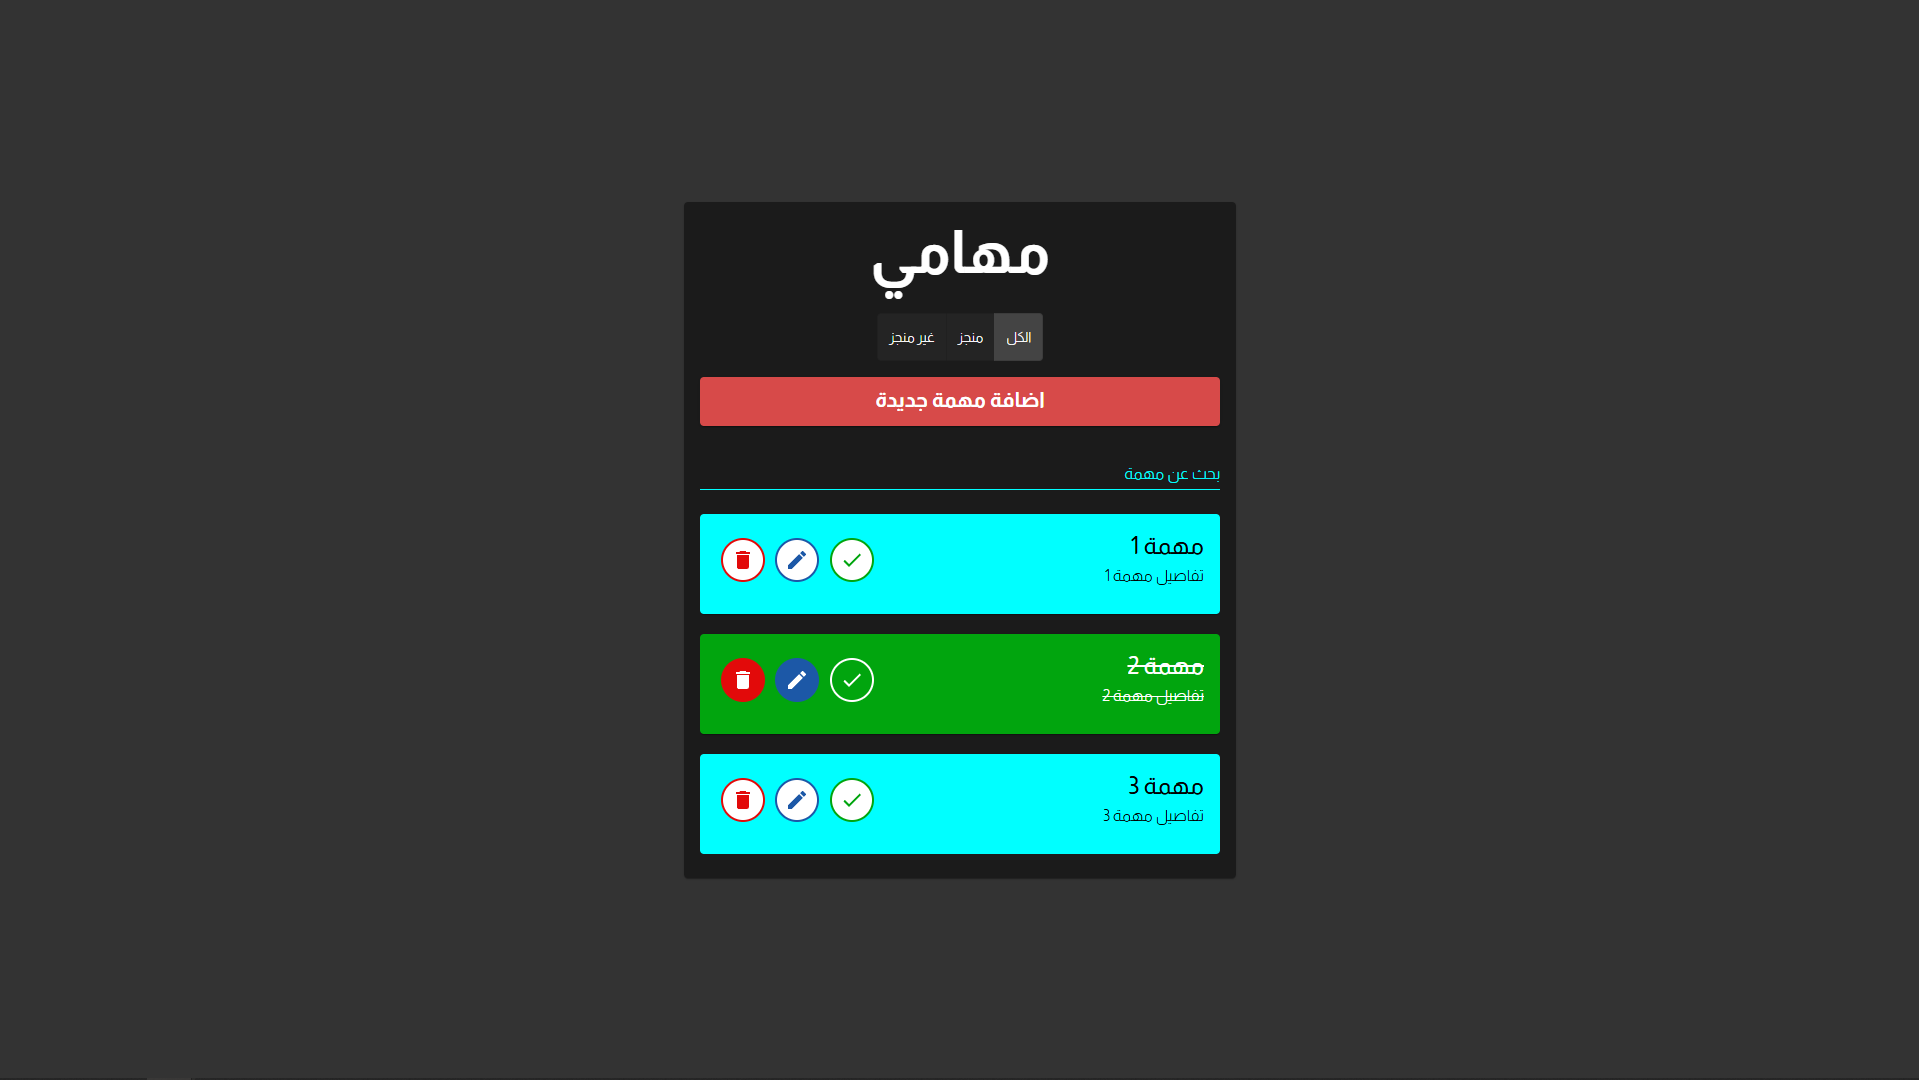 مهامي
الكل
منجز
غير منجز
اضافة مهمة جديدة
بحث عن مهمة
مهمة 1
تفاصيل مهمة 1
مهمة 2
تفاصيل مهمة 2
مهمة 3
تفاصيل مهمة 3